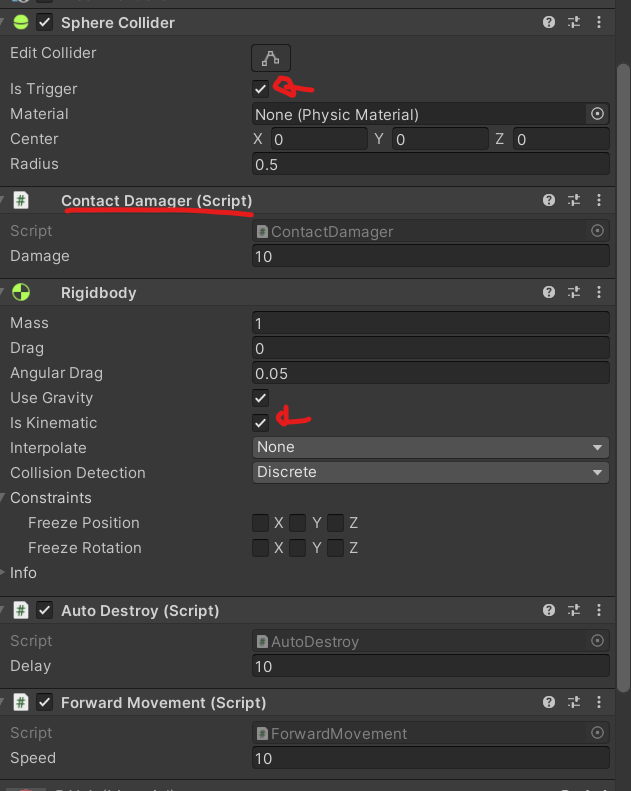 Sphere Collider
Edit Collider
Is Trigger
Material None (Physic Material)
Center X 0 Y 0 Z 0
Radius 0.5
# Contact Damager (Script)
Script # ContactDamager
Damage 10
Rigidbody
Mass 1
Drag 0
Angular Drag 0.05
Use Gravity
Is Kinematic
Interpolate None
Collision Detection Discrete
Constraints
Freeze Position X Y Z
Freeze Rotation X Y Z
Info
# Auto Destroy (Script)
Script # AutoDestroy
Delay 10
# Forward Movement (Script)
Script # ForwardMovement
Speed 10